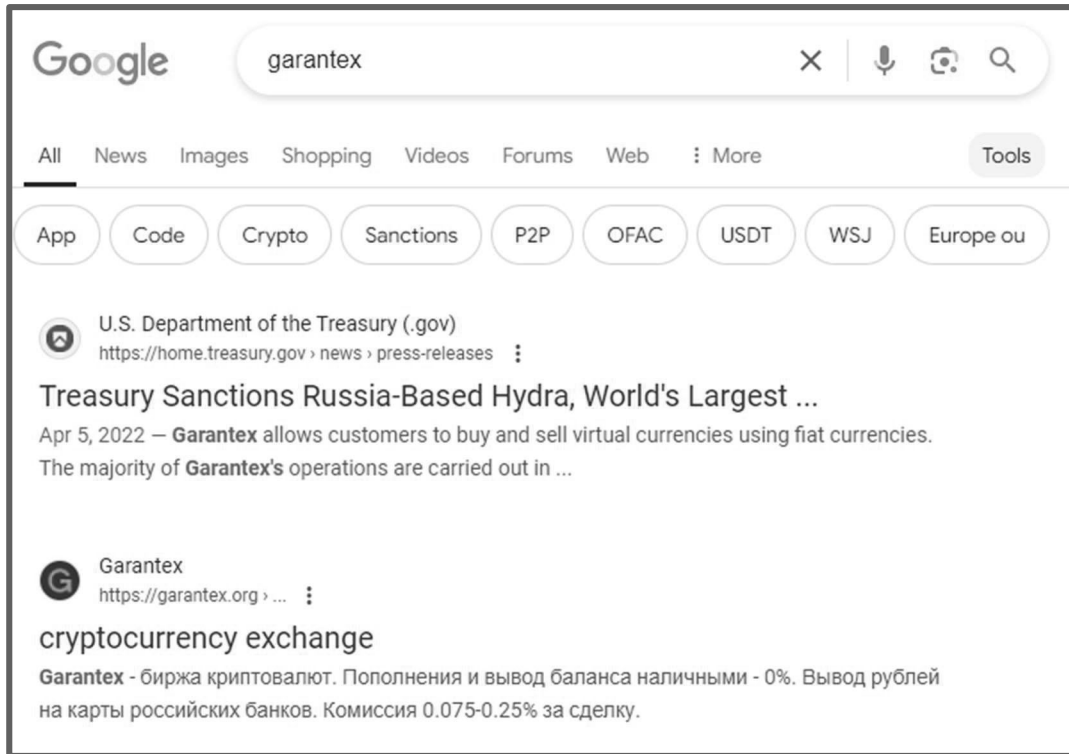 Google
garantex
All News Images Shopping Videos Forums Web More Tools
App Code Crypto Sanctions P2P OFAC USDT WSJ Europe ou
U.S. Department of the Treasury (.gov)
https://home.treasury.gov › news › press-releases
Treasury Sanctions Russia-Based Hydra, World's Largest ...
Apr 5, 2022 — Garantex allows customers to buy and sell virtual currencies using fiat currencies.
The majority of Garantex's operations are carried out in ...
G
Garantex
https://garantex.org › ...
cryptocurrency exchange
Garantex - биржа криптовалют. Пополнения и вывод баланса наличными - 0%. Вывод рублей
на карты российских банков. Комиссия 0.075-0.25% за сделку.